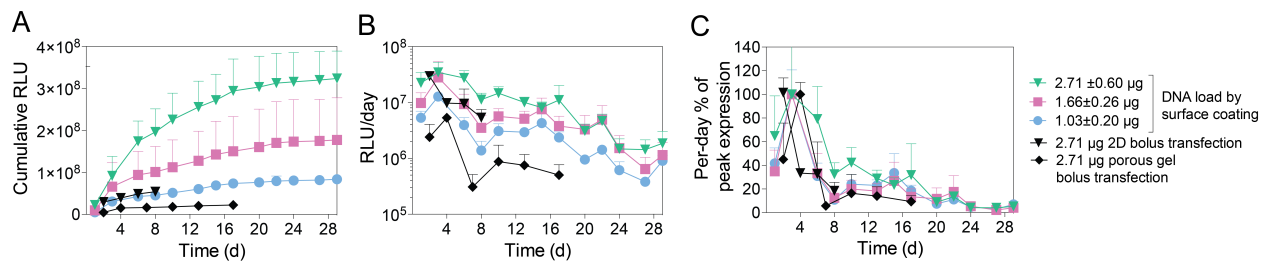 A
Cumulative RLU
4×10⁸
3×10⁸
2×10⁸
1×10⁸
0
4 8 12 16 20 24 28
Time (d)
B
RLU/day
10⁸
10⁷
10⁶
10⁵
4 8 12 16 20 24 28
Time (d)
C
Per-day % of
peak expression
140
120
100
80
60
40
20
0
0 4 8 12 16 20 24 28
Time (d)
2.71 ±0.60 µg
1.66±0.26 µg
1.03±0.20 µg
DNA load by
surface coating
2.71 µg 2D bolus transfection
2.71 µg porous gel
bolus transfection